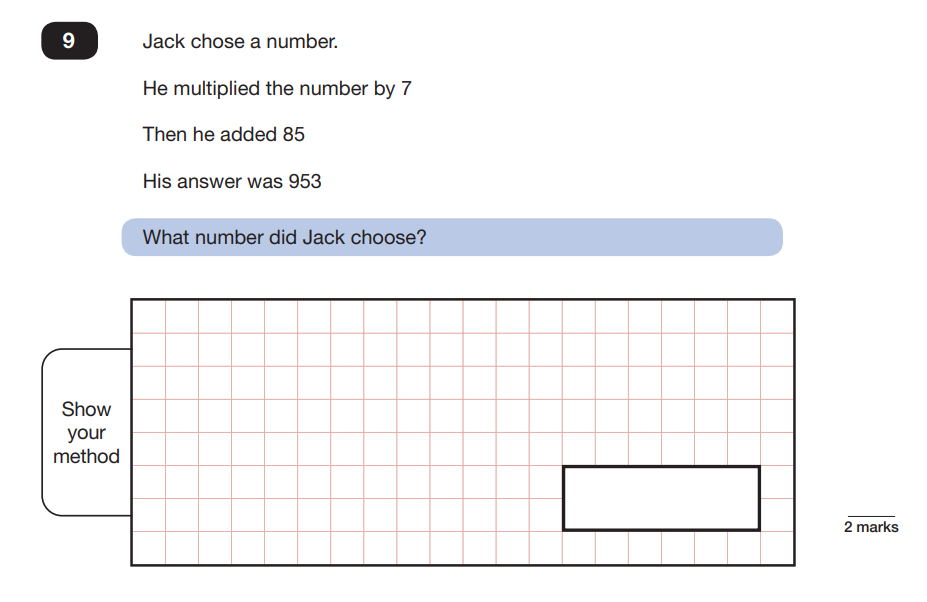 9
Jack chose a number.
He multiplied the number by 7
Then he added 85
His answer was 953
What number did Jack choose?
Show
your
method
2 marks